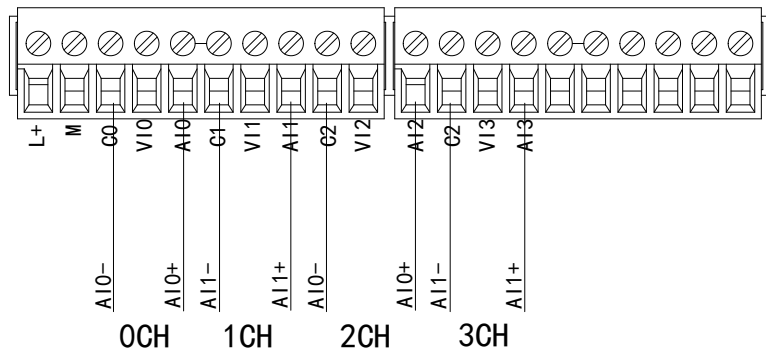 L+ M C0 VI0 AI0 C1 VI1 AI1 C2 VI2 AI2 C2 VI3 AI3
AI0- AI0+ AI1- AI1+ AI0- AI0+ AI1- AI1+
0CH 1CH 2CH 3CH